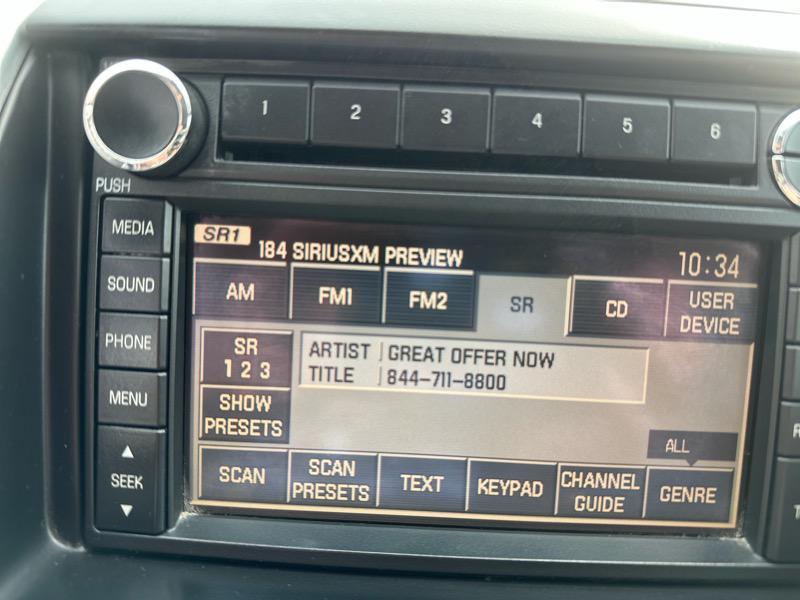 1 2 3 4 5 6
PUSH
MEDIA
SOUND
PHONE
MENU
SEEK
SR1
184 SIRIUSXM PREVIEW
10:34
AM FM1 FM2 SR CD USER DEVICE
SR
1 2 3
SHOW
PRESETS
ARTIST GREAT OFFER NOW
TITLE 844-711-8800
ALL
SCAN
SCAN
PRESETS
TEXT
KEYPAD
CHANNEL
GUIDE
GENRE